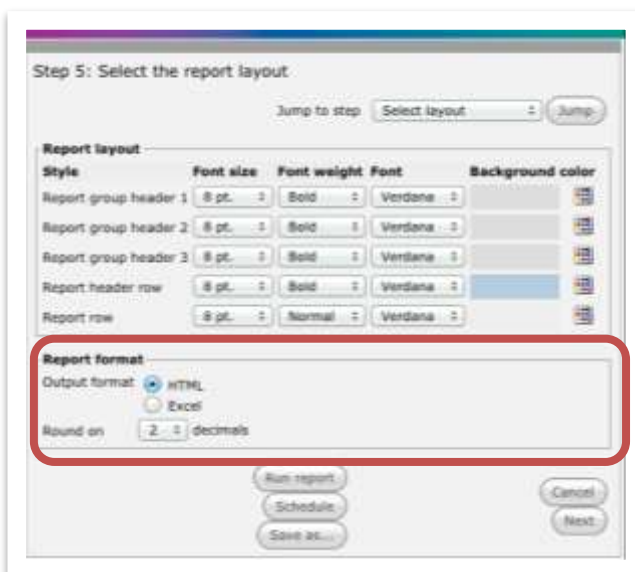 Step 5: Select the report layout
Jump to step Select layout Jump
Report layout
Style Font size Font weight Font Background color
Report group header 1 8 pt. Bold Verdana
Report group header 2 8 pt. Bold Verdana
Report group header 3 8 pt. Bold Verdana
Report header row 8 pt. Bold Verdana
Report row 8 pt. Normal Verdana
Report format
Output format HTML
Excel
Round on 2 decimals
Run report
Schedule
Save as...
Cancel
Next